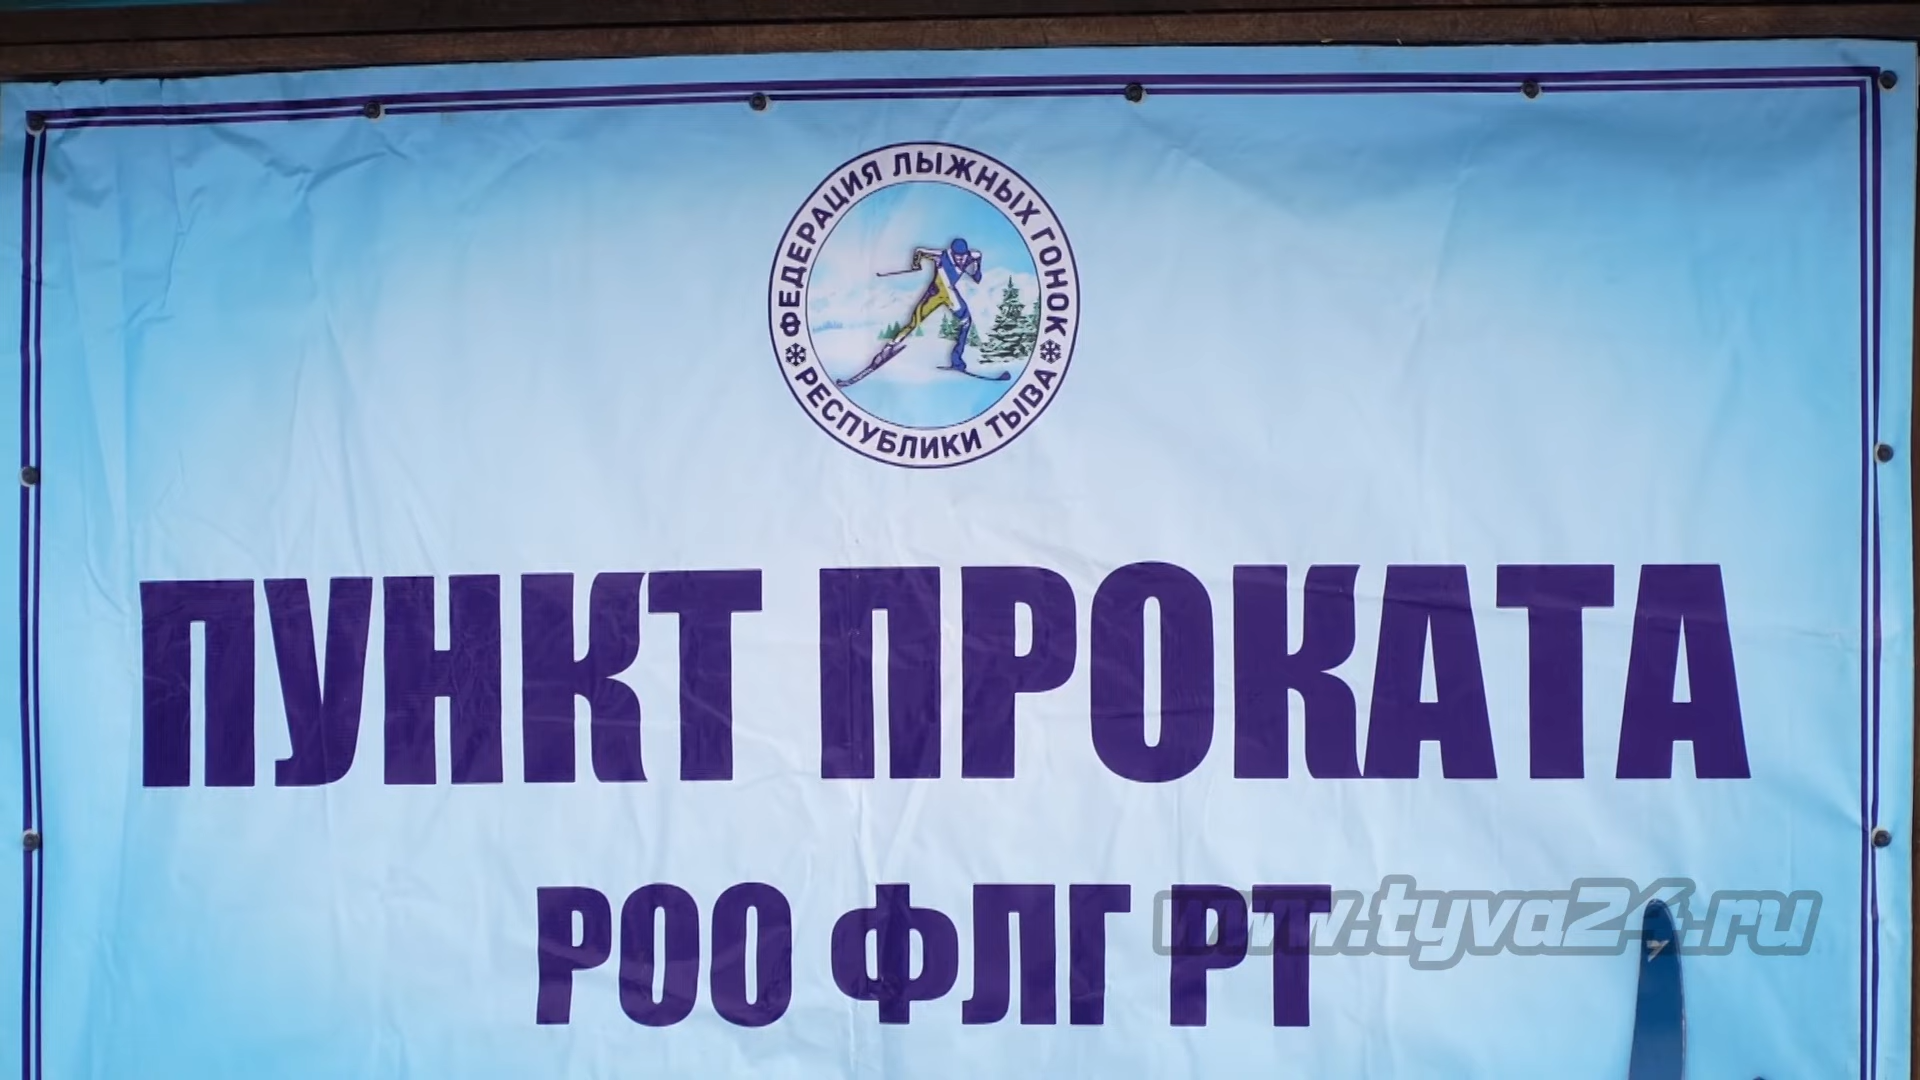 ФЕДЕРАЦИЯ ЛЫЖНЫХ ГОНОК
РЕСПУБЛИКИ ТЫВА
ПУНКТ ПРОКАТА
РОО ФЛГ РТ
www.tyva24.ru